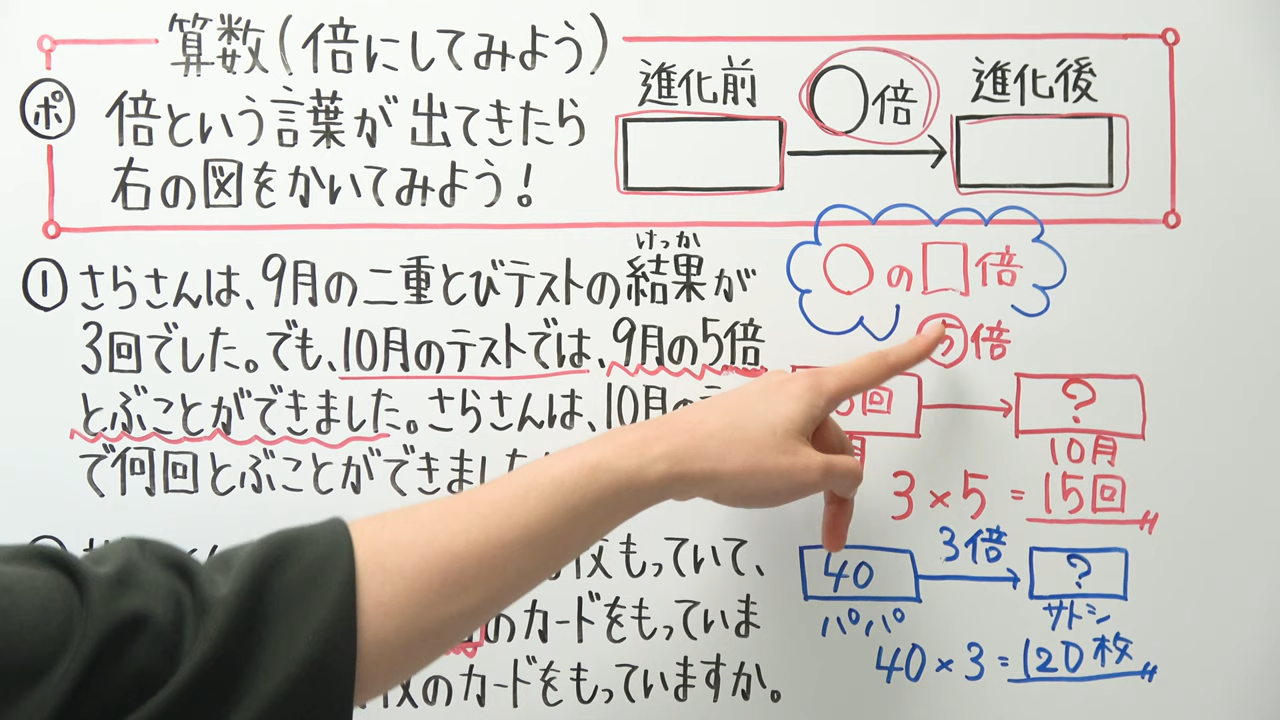 算数(倍にしてみよう)
ポ 倍という言葉が出てきたら
右の図をかいてみよう!
進化前
○倍
進化後
① さらさんは、9月の二重とびテストの結果が
けっか
3回でした。でも、10月のテストでは、9月の5倍
とぶことができました。さらさんは、10月の
で何回とぶことができました
○の□倍
5倍
回
?
月
10月
3×5=15回
もっていて、
のカードをもっていま
枚のカードをもっていますか。
40
3倍
?
パパ
サトシ
40×3=120枚